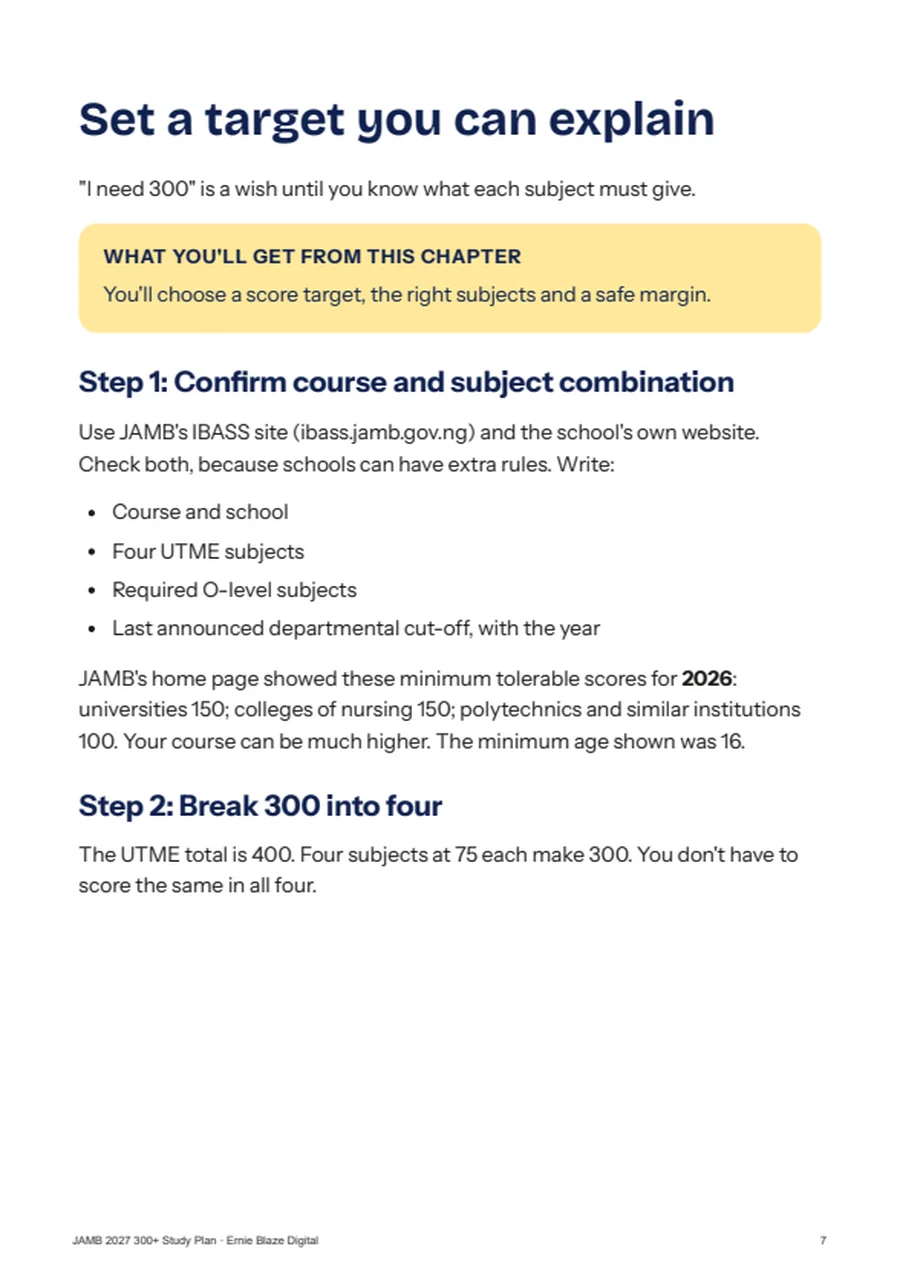 Set a target you can explain
"I need 300" is a wish until you know what each subject must give.
WHAT YOU'LL GET FROM THIS CHAPTER
You'll choose a score target, the right subjects and a safe margin.
Step 1: Confirm course and subject combination
Use JAMB's IBASS site (ibass.jamb.gov.ng) and the school's own website.
Check both, because schools can have extra rules. Write:
• Course and school
• Four UTME subjects
• Required O-level subjects
• Last announced departmental cut-off, with the year
JAMB's home page showed these minimum tolerable scores for 2026:
universities 150; colleges of nursing 150; polytechnics and similar institutions
100. Your course can be much higher. The minimum age shown was 16.
Step 2: Break 300 into four
The UTME total is 400. Four subjects at 75 each make 300. You don't have to
score the same in all four.
JAMB 2027 300+ Study Plan · Ernie Blaze Digital
7